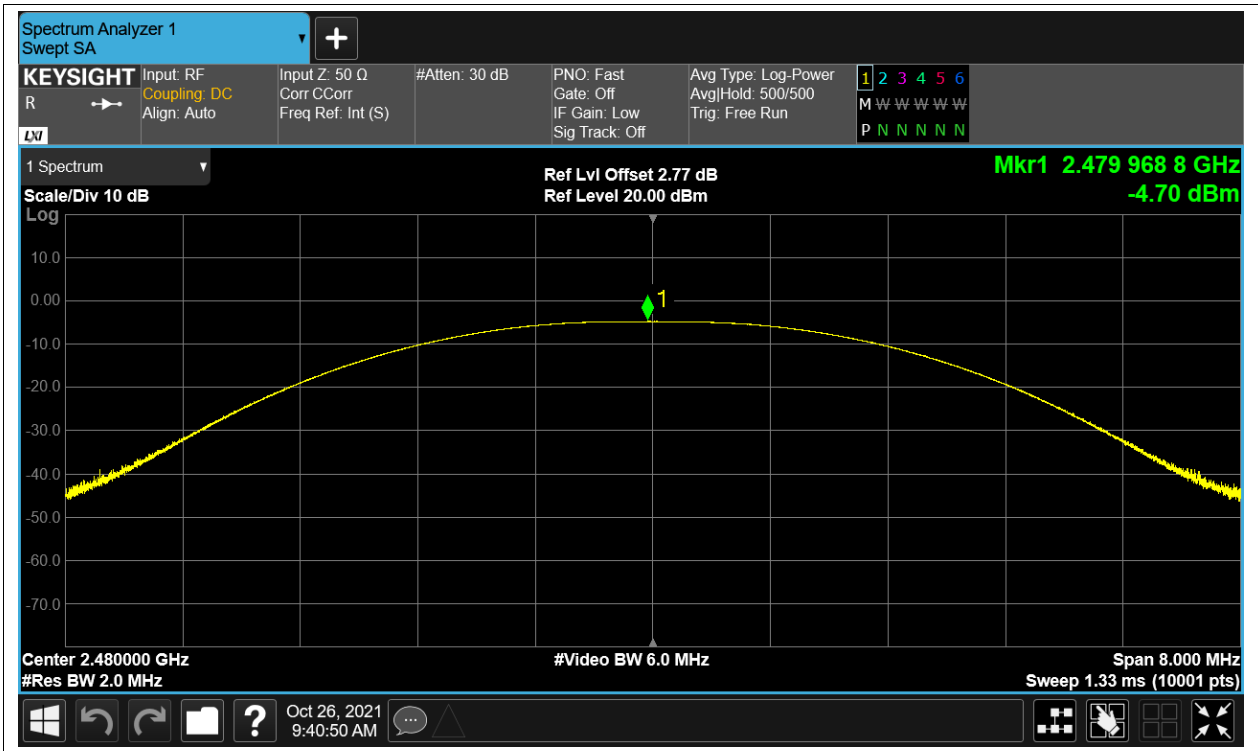 Spectrum Analyzer 1
Swept SA
+
KEYSIGHT
R
LXI
Input: RF
Coupling: DC
Align: Auto
Input Z: 50 Ω
Corr CCorr
Freq Ref: Int (S)
#Atten: 30 dB
PNO: Fast
Gate: Off
IF Gain: Low
Sig Track: Off
Avg Type: Log-Power
Avg|Hold: 500/500
Trig: Free Run
1 2 3 4 5 6
M W W W W W
P N N N N N
1 Spectrum
Scale/Div 10 dB
Log
Ref Lvl Offset 2.77 dB
Ref Level 20.00 dBm
Mkr1 2.479 968 8 GHz
-4.70 dBm
10.0
0.00
1
-10.0
-20.0
-30.0
-40.0
-50.0
-60.0
-70.0
Center 2.480000 GHz
#Res BW 2.0 MHz
#Video BW 6.0 MHz
Span 8.000 MHz
Sweep 1.33 ms (10001 pts)
?
Oct 26, 2021
9:40:50 AM